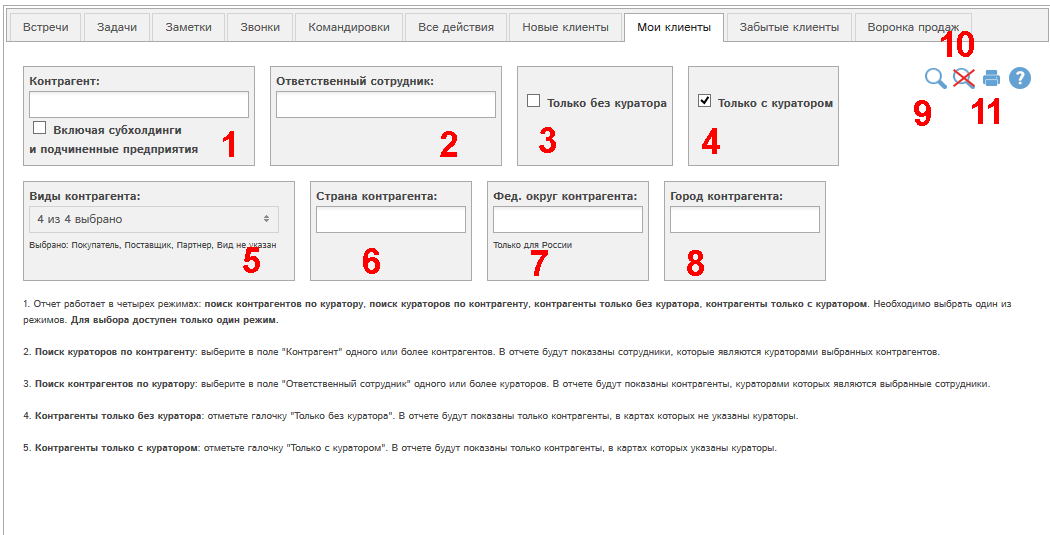 Встречи Задачи Заметки Звонки Командировки Все действия Новые клиенты Мои клиенты Забытые клиенты Воронка продаж
10
Контрагент: Ответственный сотрудник:
Только без куратора Только с куратором
?
9 11
Включая субхолдинги
и подчиненные предприятия
1 2 3 4
Виды контрагента: Страна контрагента: Фед. округ контрагента: Город контрагента:
4 из 4 выбрано
Выбрано: Покупатель, Поставщик, Партнер, Вид не указан Только для России
5 6 7 8
1. Отчет работает в четырех режимах: поиск контрагентов по куратору, поиск кураторов по контрагенту, контрагенты только без куратора, контрагенты только с куратором. Необходимо выбрать один из
режимов. Для выбора доступен только один режим.
2. Поиск кураторов по контрагенту: выберите в поле "Контрагент" одного или более контрагентов. В отчете будут показаны сотрудники, которые являются кураторами выбранных контрагентов.
3. Поиск контрагентов по куратору: выберите в поле "Ответственный сотрудник" одного или более кураторов. В отчете будут показаны контрагенты, кураторами которых являются выбранные сотрудники.
4. Контрагенты только без куратора: отметьте галочку "Только без куратора". В отчете будут показаны только контрагенты, в картах которых не указаны кураторы.
5. Контрагенты только с куратором: отметьте галочку "Только с куратором". В отчете будут показаны только контрагенты, в картах которых указаны кураторы.